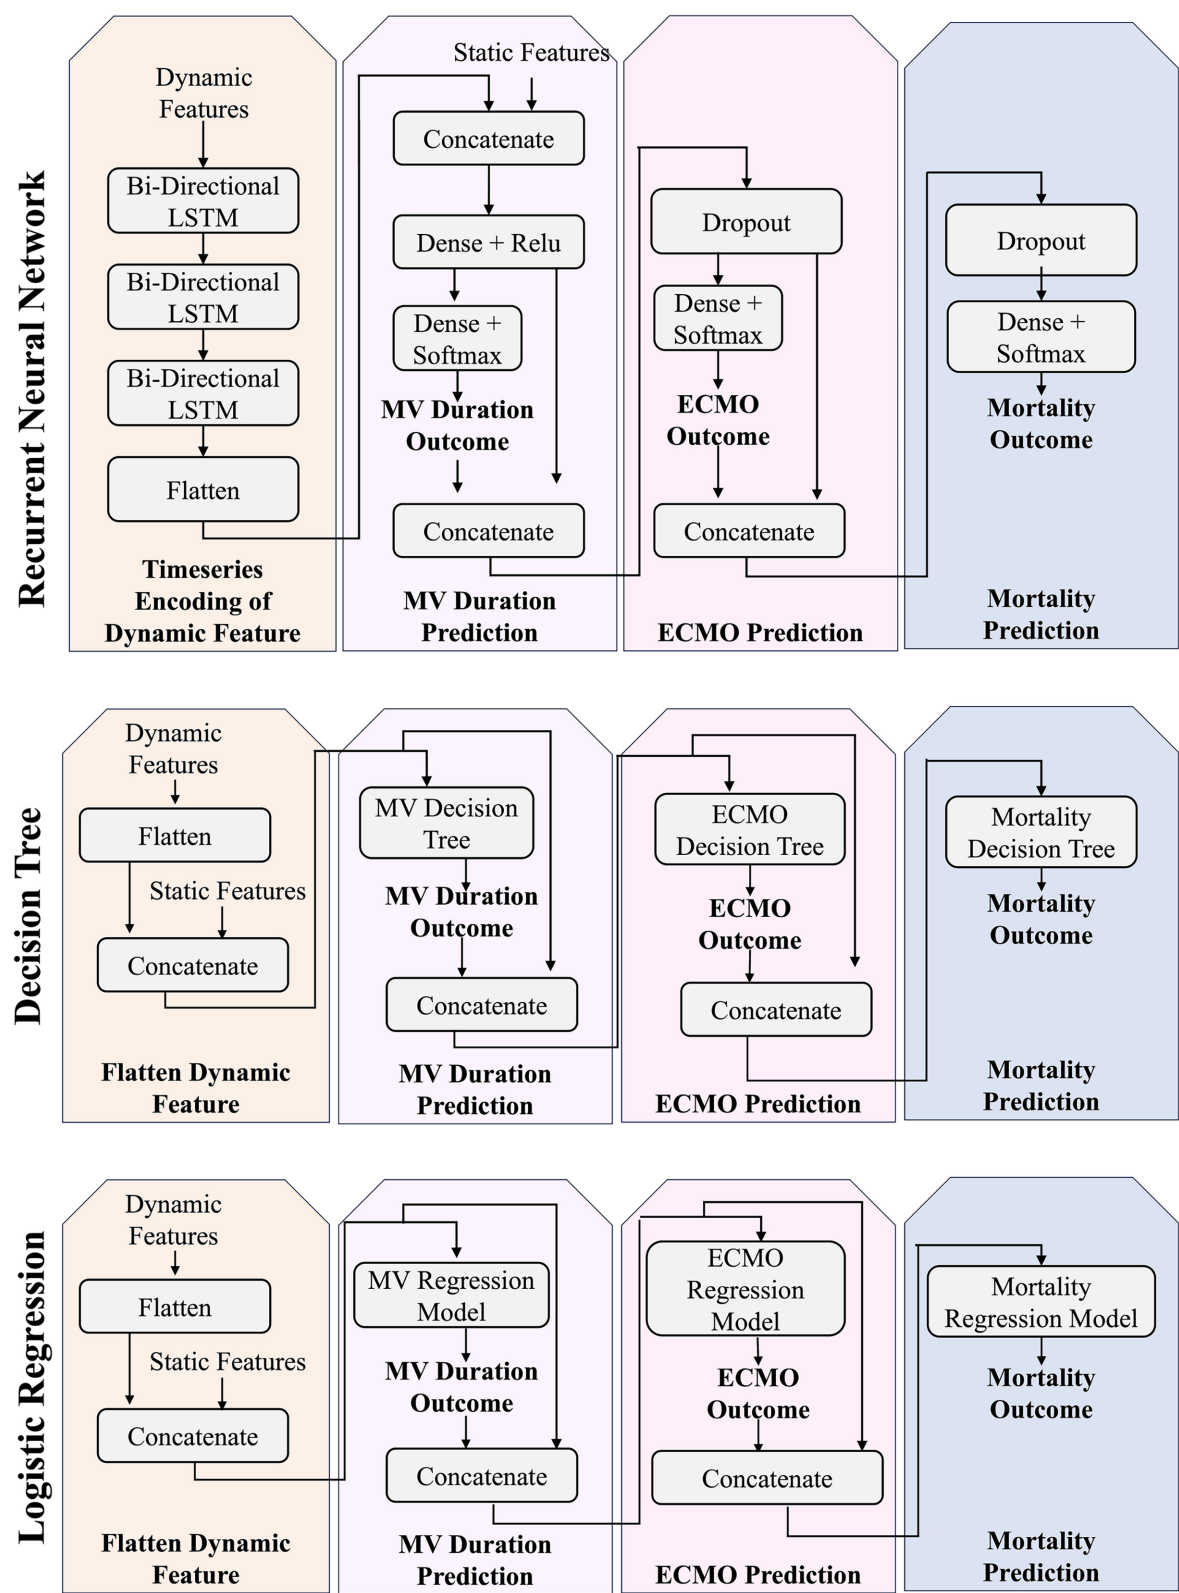 Recurrent Neural Network
Dynamic
Features
Bi-Directional
LSTM
Bi-Directional
LSTM
Bi-Directional
LSTM
Flatten
Timeseries
Encoding of
Dynamic Feature
Static Features
Concatenate
Dense + Relu
Dense +
Softmax
MV Duration
Outcome
Concatenate
MV Duration
Prediction
Dropout
Dense +
Softmax
ECMO
Outcome
Concatenate
ECMO Prediction
Dropout
Dense +
Softmax
Mortality
Outcome
Mortality
Prediction
Decision Tree
Dynamic
Features
Flatten
Static Features
Concatenate
Flatten Dynamic
Feature
MV Decision
Tree
MV Duration
Outcome
Concatenate
MV Duration
Prediction
ECMO
Decision Tree
ECMO
Outcome
Concatenate
ECMO Prediction
Mortality
Decision Tree
Mortality
Outcome
Mortality
Prediction
Logistic Regression
Dynamic
Features
Flatten
Static Features
Concatenate
Flatten Dynamic
Feature
MV Regression
Model
MV Duration
Outcome
Concatenate
MV Duration
Prediction
ECMO
Regression
Model
ECMO
Outcome
Concatenate
ECMO Prediction
Mortality
Regression Model
Mortality
Outcome
Mortality
Prediction